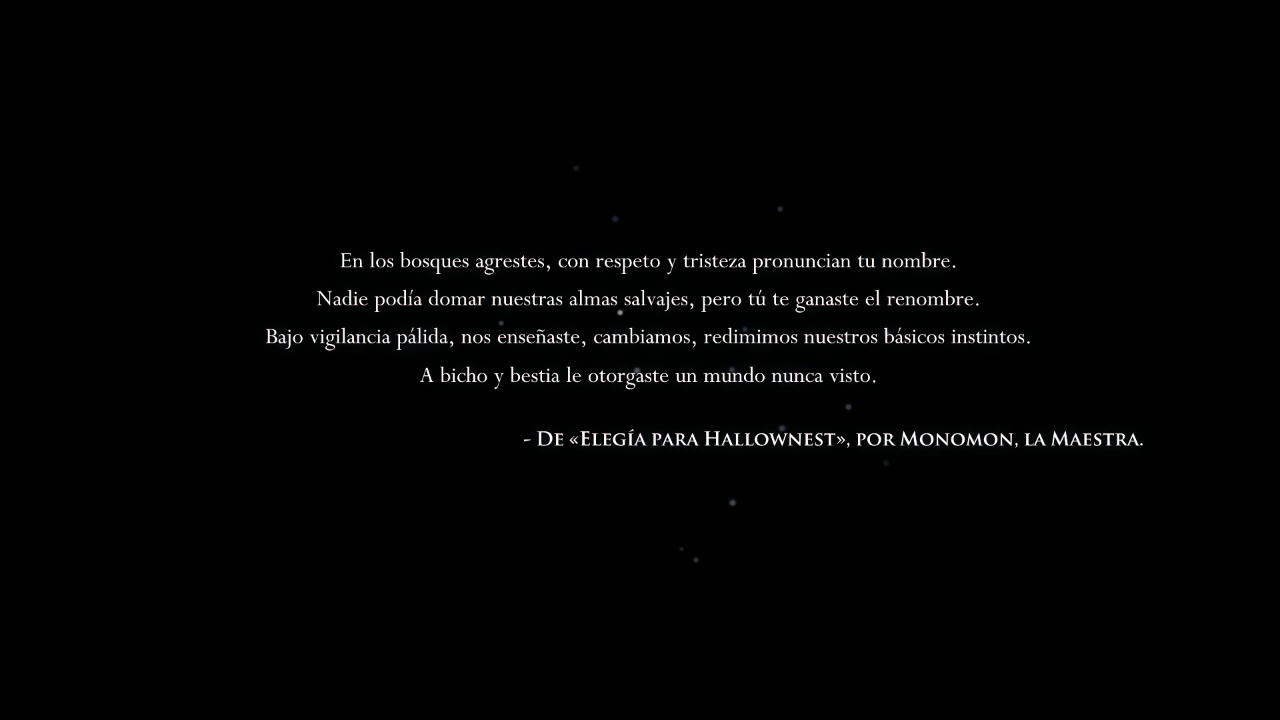 En los bosques agrestes, con respeto y tristeza pronuncian tu nombre.
Nadie podía domar nuestras almas salvajes, pero tú te ganaste el renombre.
Bajo vigilancia pálida, nos enseñaste, cambiamos, redimimos nuestros básicos instintos.
A bicho y bestia le otorgaste un mundo nunca visto.
- De «Elegía para Hallownest», por Monomon, la Maestra.